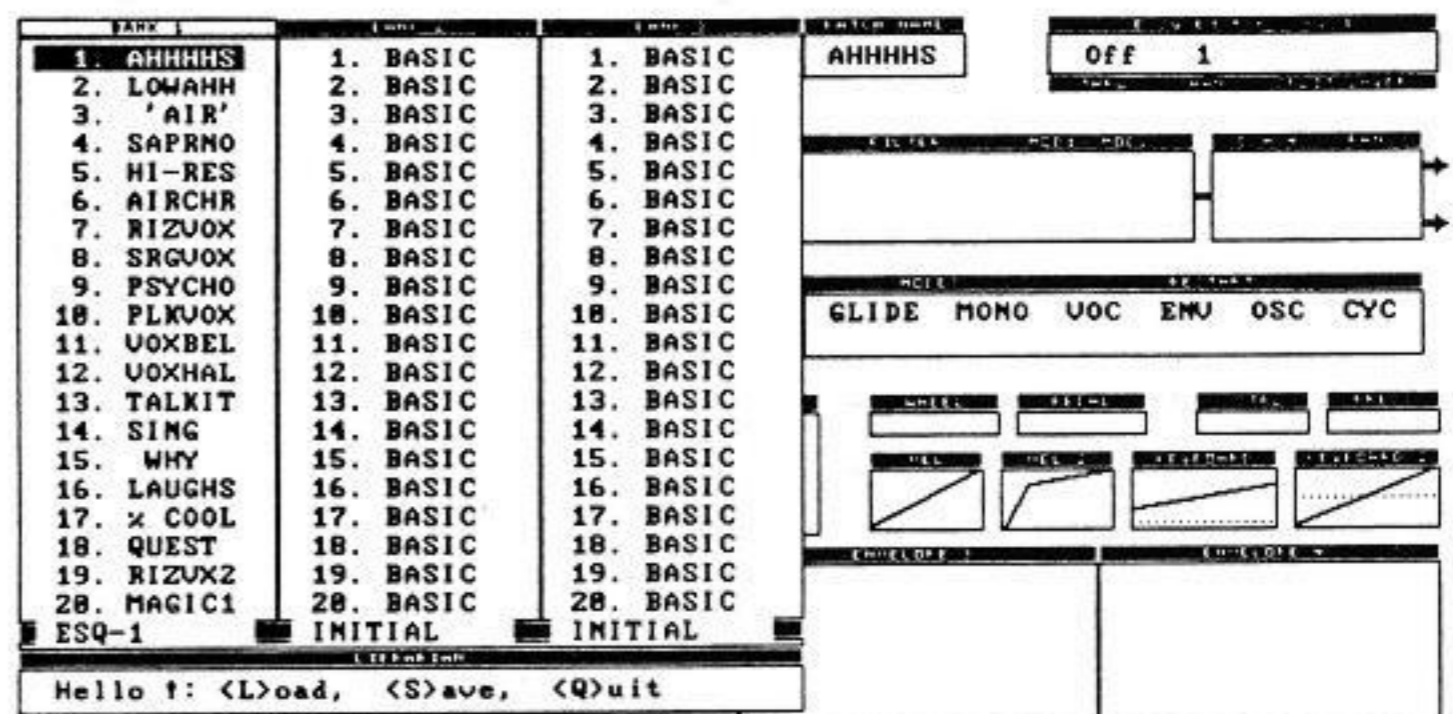 BANK 1
PATCH NAME
1. AHHHHS 1. BASIC 1. BASIC AHHHHS Off 1
2. LOWAHH 2. BASIC 2. BASIC
3. 'AIR' 3. BASIC 3. BASIC
4. SAPRNO 4. BASIC 4. BASIC
FILTER
5. HI-RES 5. BASIC 5. BASIC
6. AIRCHR 6. BASIC 6. BASIC
7. RIZVOX 7. BASIC 7. BASIC
8. SRGVOX 8. BASIC 8. BASIC
9. PSYCHO 9. BASIC 9. BASIC
10. PLKVOX 10. BASIC 10. BASIC GLIDE MONO VOC ENV OSC CYC
11. VOXBEL 11. BASIC 11. BASIC
12. VOXHAL 12. BASIC 12. BASIC
13. TALKIT 13. BASIC 13. BASIC
WHEEL
14. SING 14. BASIC 14. BASIC
15. WHY 15. BASIC 15. BASIC
16. LAUGHS 16. BASIC 16. BASIC
17. % COOL 17. BASIC 17. BASIC
18. QUEST 18. BASIC 18. BASIC
ENVELOPE ENVELOPE
19. RIZVX2 19. BASIC 19. BASIC
20. MAGIC1 20. BASIC 20. BASIC
ESQ-1 INITIAL INITIAL
LIBRARIAN
Hello †: <L>oad, <S>ave, <Q>uit